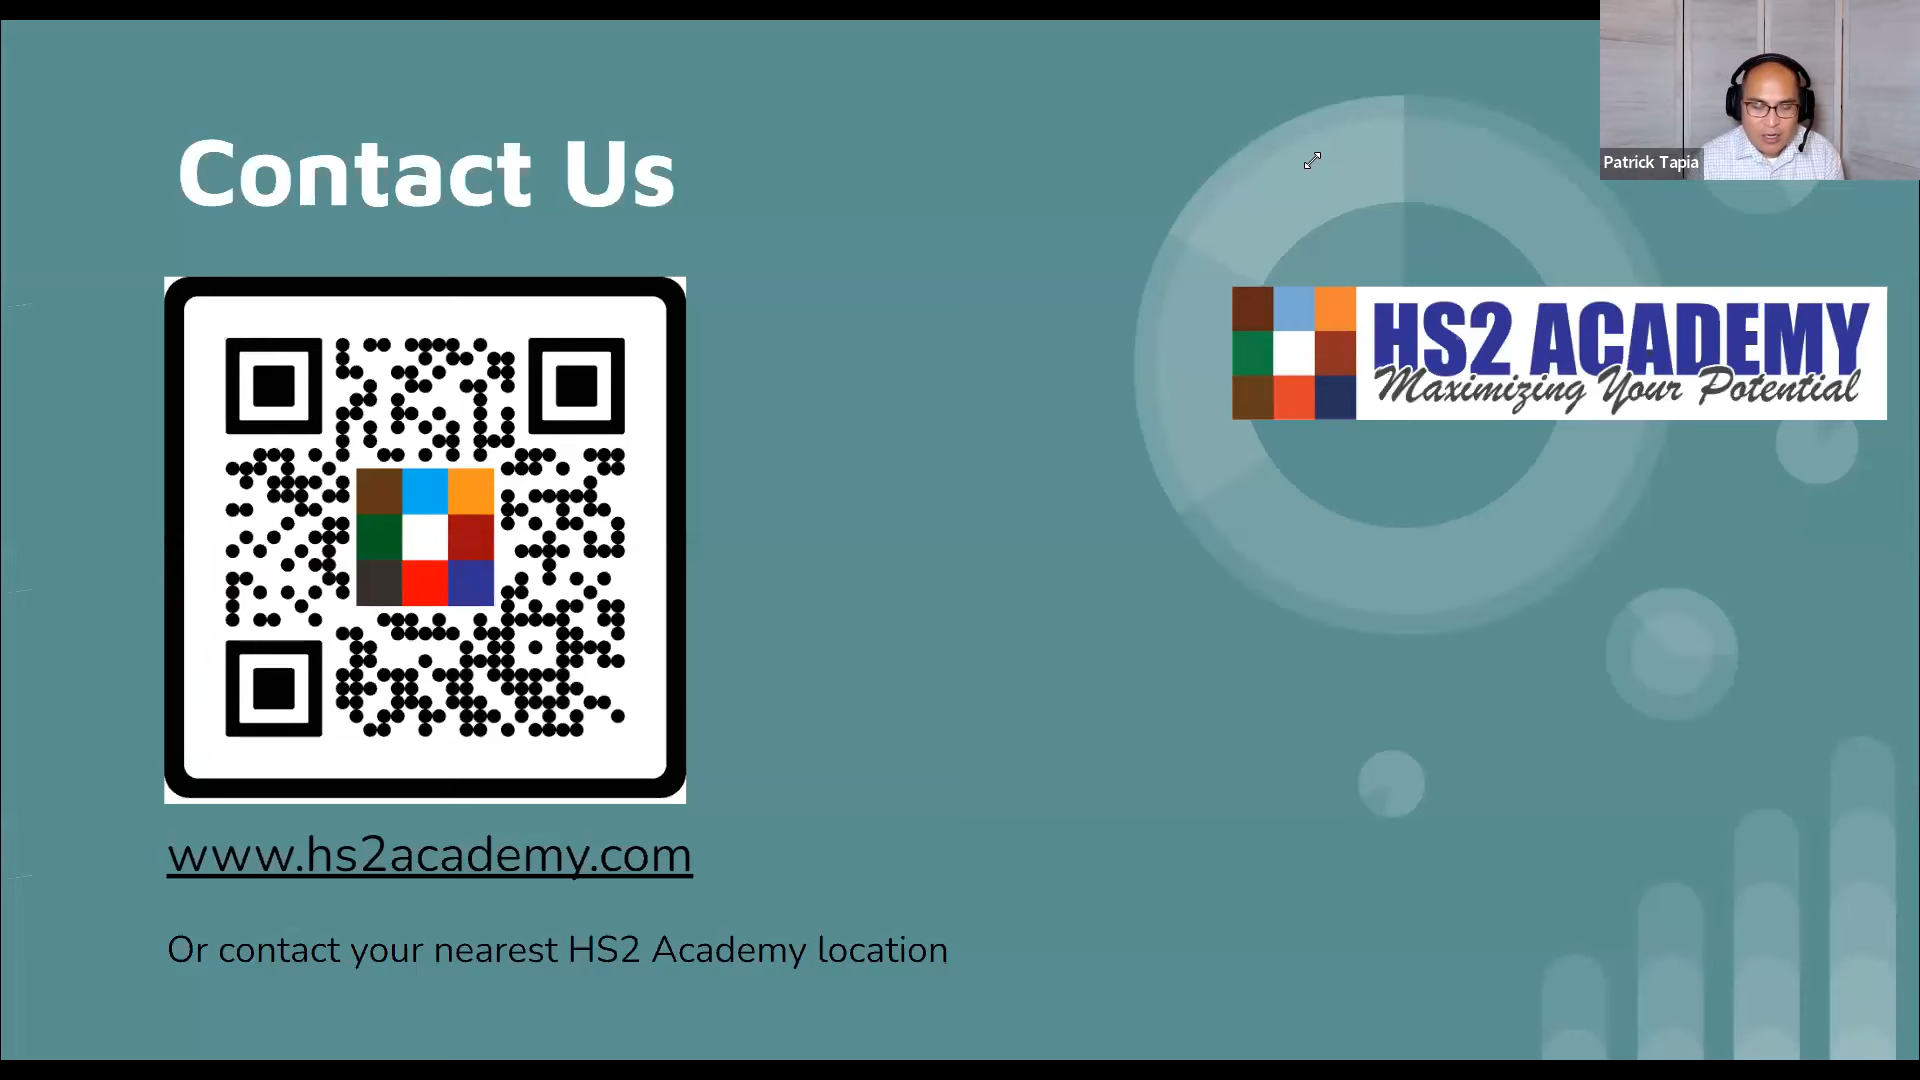 Contact Us
Patrick Tapia
HS2 ACADEMY
Maximizing Your Potential
www.hs2academy.com
Or contact your nearest HS2 Academy location